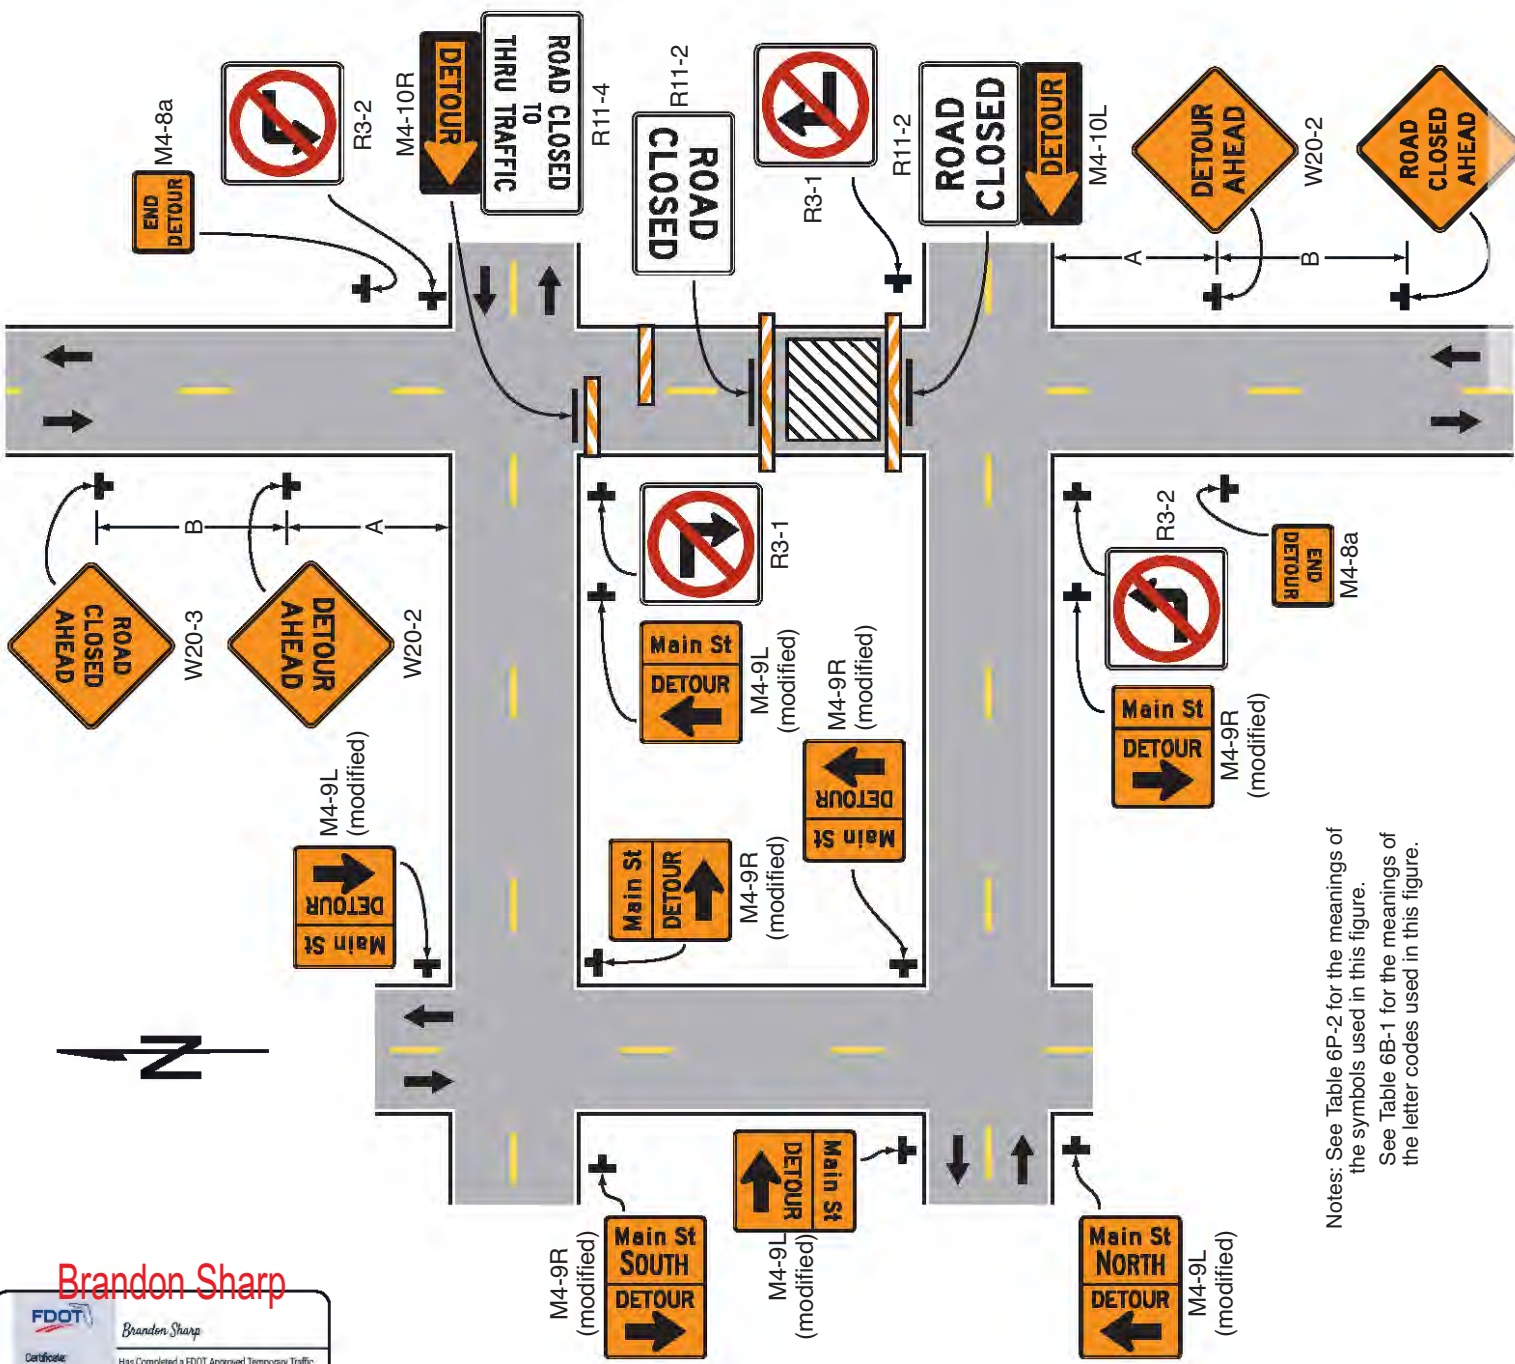 END
DETOUR
M4-8a
R3-2
DETOUR
M4-10R
ROAD CLOSED
TO
THRU TRAFFIC
R11-4
ROAD
CLOSED
R11-2
R3-1
ROAD
CLOSED
R11-2
DETOUR
M4-10L
DETOUR
AHEAD
W20-2
ROAD
CLOSED
AHEAD
A
B
ROAD
CLOSED
AHEAD
W20-3
DETOUR
AHEAD
W20-2
B
A
R3-1
Main St
DETOUR
M4-9L
(modified)
Main St
DETOUR
M4-9R
(modified)
Main St
DETOUR
M4-9L
(modified)
Main St
DETOUR
M4-9R
(modified)
R3-2
END
DETOUR
M4-8a
Main St
DETOUR
M4-9R
(modified)
N
Main St
SOUTH
DETOUR
M4-9R
(modified)
Main St
DETOUR
M4-9L
(modified)
Main St
NORTH
DETOUR
M4-9L
(modified)
Notes: See Table 6P-2 for the meanings of
the symbols used in this figure.
See Table 6B-1 for the meanings of
the letter codes used in this figure.
Brandon Sharp
FDOT
Brandon Sharp
Certificate
Has Completed a FDOT Approved Temporary Traffic